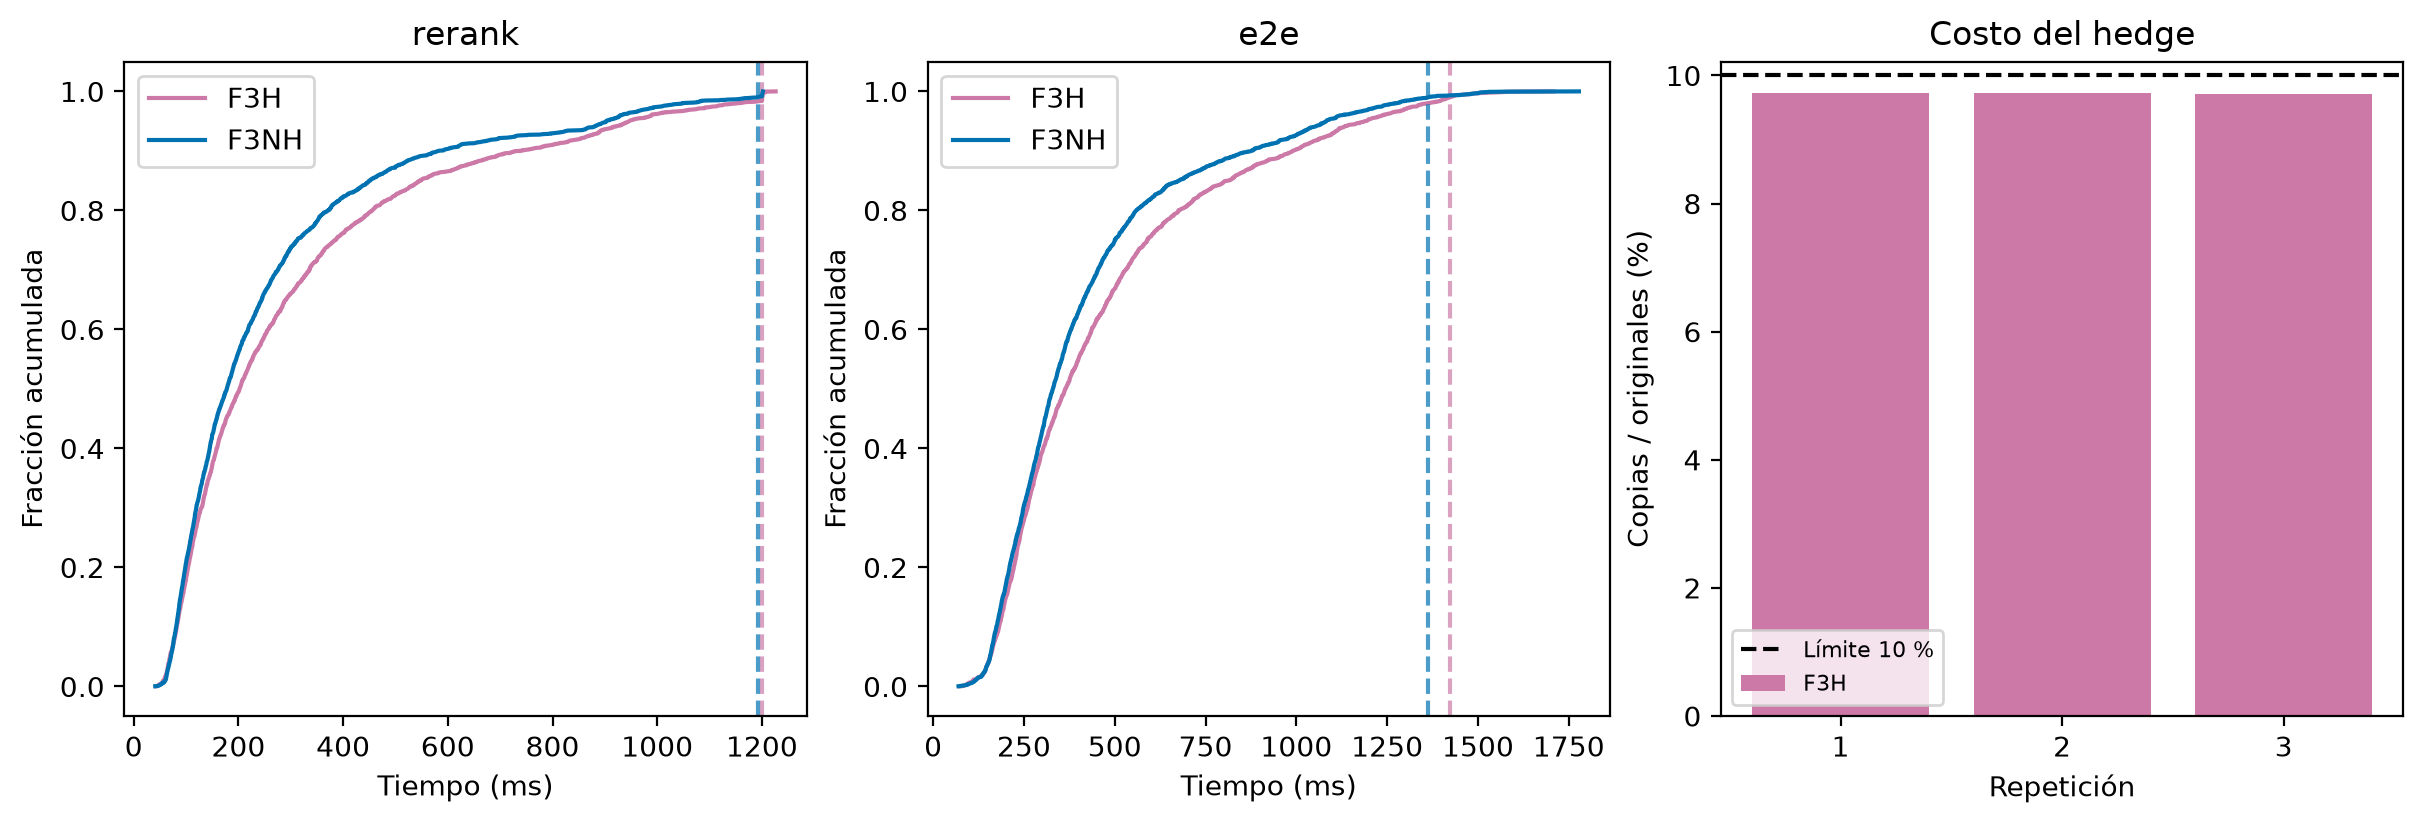 rerank
F3H
F3NH
1.0
0.8
0.6
0.4
0.2
0.0
Fracción acumulada
0 200 400 600 800 1000 1200
Tiempo (ms)
e2e
F3H
F3NH
1.0
0.8
0.6
0.4
0.2
0.0
Fracción acumulada
0 250 500 750 1000 1250 1500 1750
Tiempo (ms)
Costo del hedge
10
8
6
4
2
0
Copias / originales (%)
Límite 10 %
F3H
1 2 3
Repetición